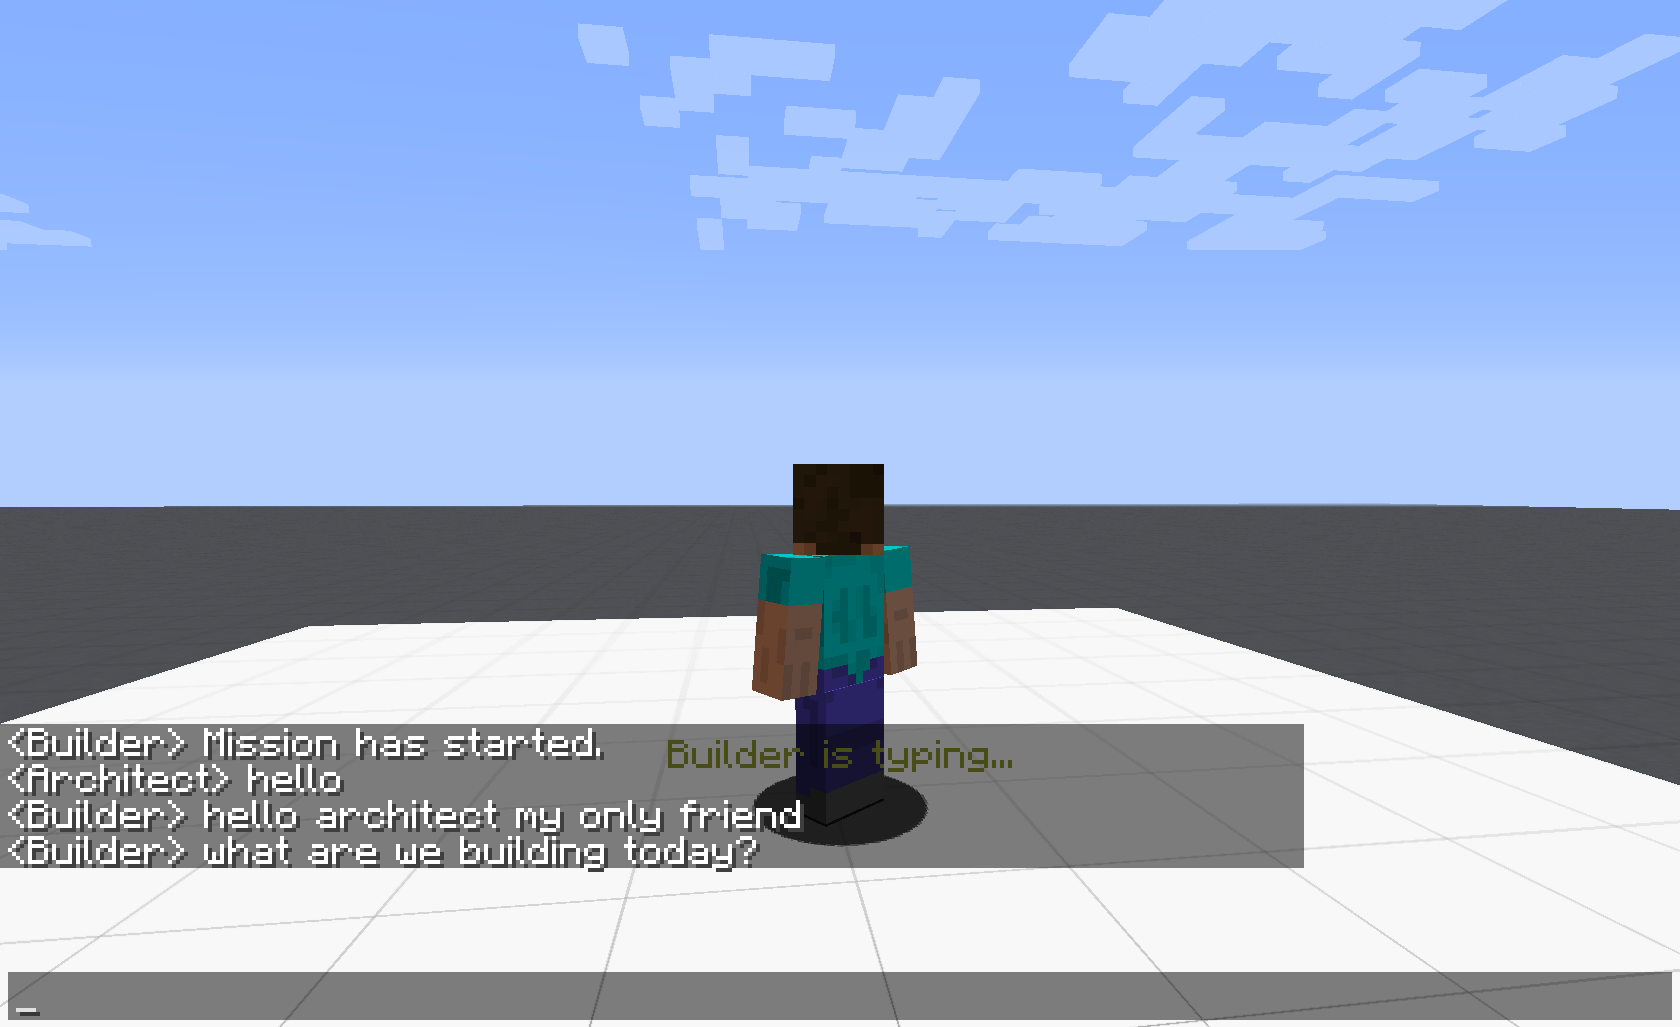 <Builder> Mission has started.
Builder is typing...
<Architect> hello
<Builder> hello architect my only friend
<Builder> what are we building today?
_